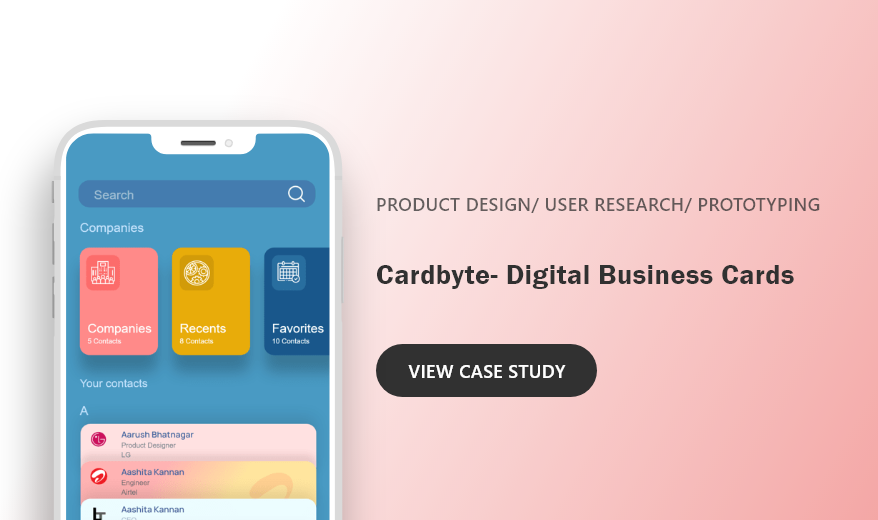 Search
Companies
Companies
5 Contacts
Recents
8 Contacts
Favorites
10 Contacts
Your contacts
A
Aarush Bhatnagar
Product Designer
LG
Aashita Kannan
Engineer
Airtel
Aashita Kannan
CEO
PRODUCT DESIGN/ USER RESEARCH/ PROTOTYPING
Cardbyte- Digital Business Cards
VIEW CASE STUDY